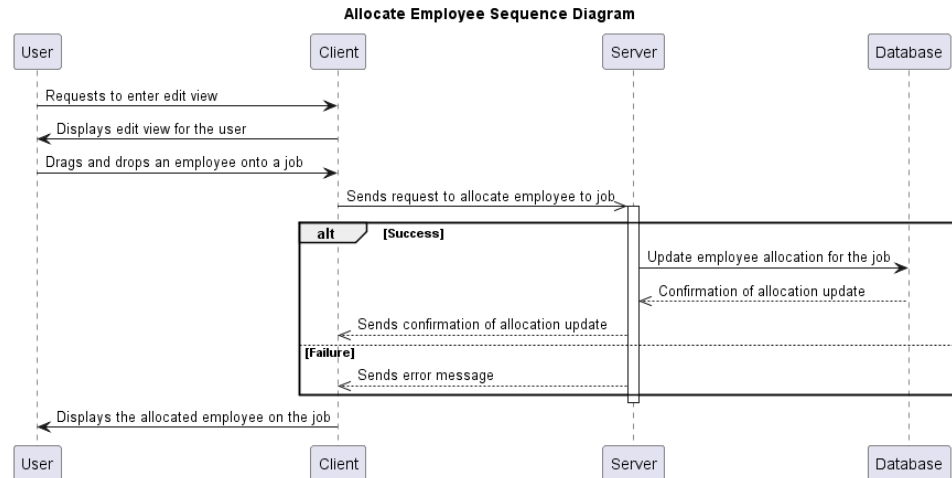 Allocate Employee Sequence Diagram
User Client Server Database
Requests to enter edit view
Displays edit view for the user
Drags and drops an employee onto a job
Sends request to allocate employee to job
alt [Success]
Update employee allocation for the job
Confirmation of allocation update
Sends confirmation of allocation update
[Failure]
Sends error message
Displays the allocated employee on the job
User Client Server Database